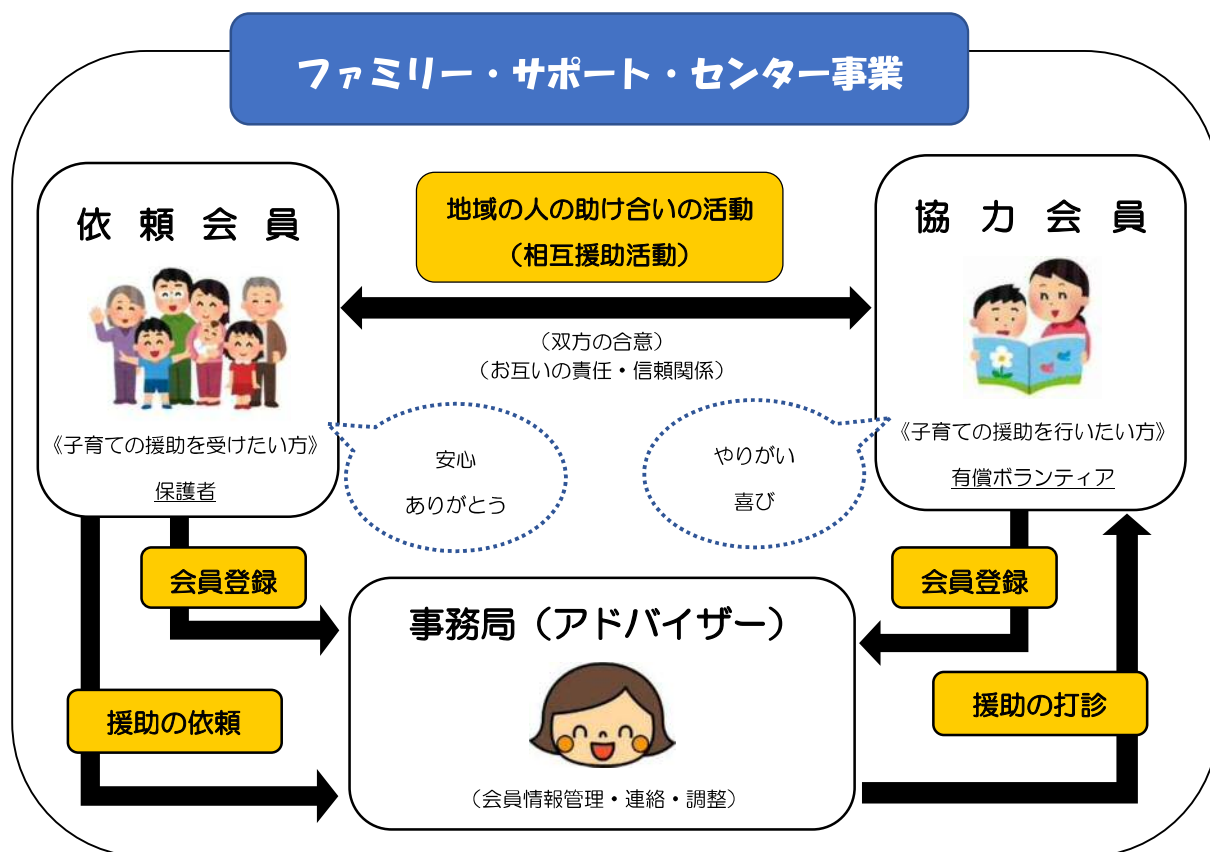 ファミリー・サポート・センター事業
依頼会員
《子育ての援助を受けたい方》
保護者
地域の人の助け合いの活動
（相互援助活動）
（双方の合意）
（お互いの責任・信頼関係）
協力会員
《子育ての援助を行いたい方》
有償ボランティア
安心
ありがとう
やりがい
喜び
会員登録
会員登録
事務局（アドバイザー）
援助の依頼
援助の打診
（会員情報管理・連絡・調整）